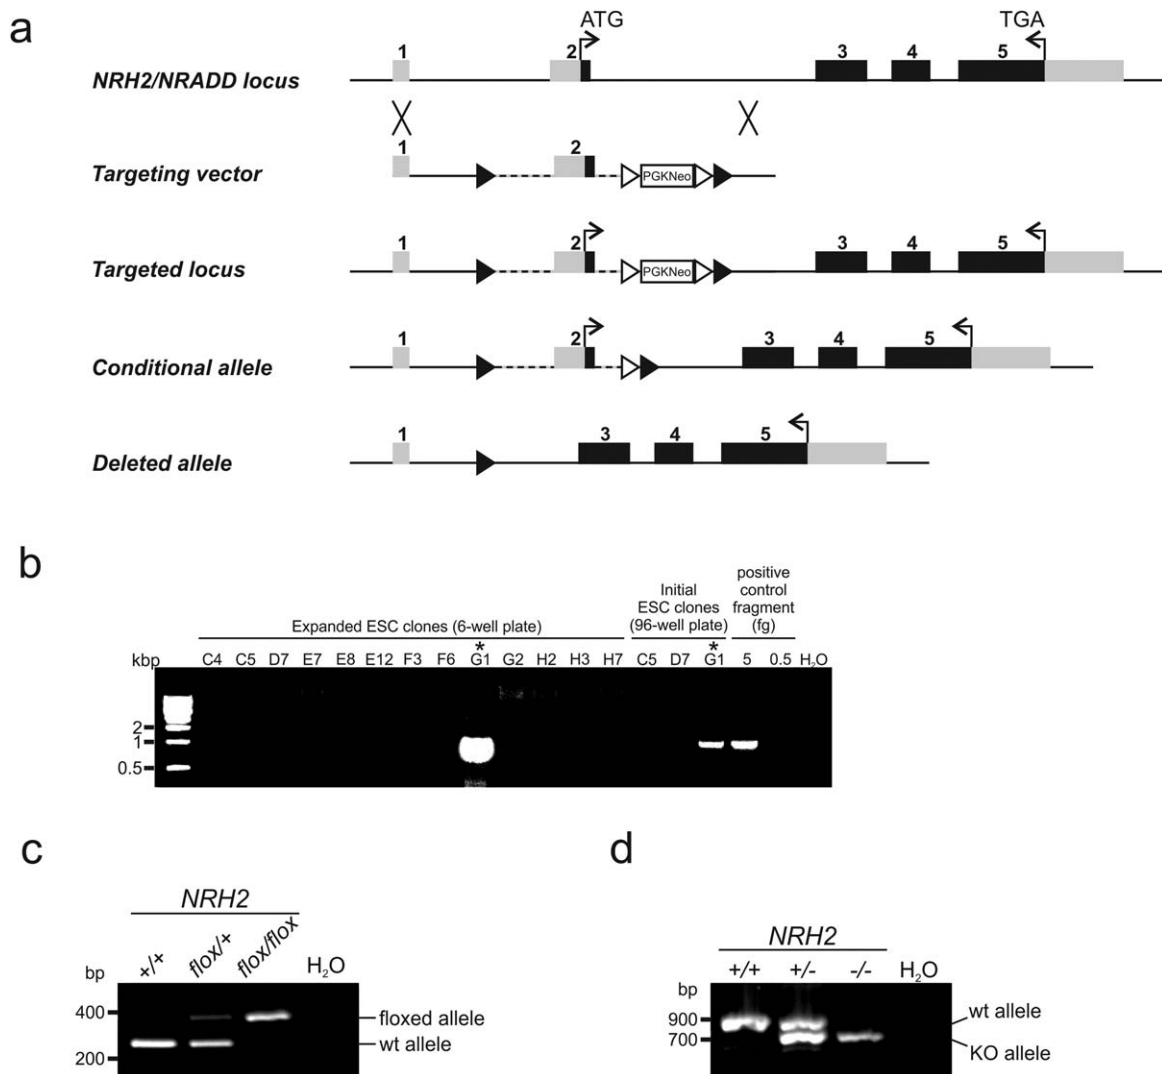 a
ATG TGA
1 2 3 4 5
NRH2/NRADD locus
1 2
Targeting vector PGKNeo
1 2 3 4 5
Targeted locus PGKNeo
1 2 3 4 5
Conditional allele
1 3 4 5
Deleted allele
b
Expanded ESC clones (6-well plate)
Initial
ESC clones
(96-well plate)
positive
control
fragment
(fg)
* *
kbp C4 C5 D7 E7 E8 E12 F3 F6 G1 G2 H2 H3 H7 C5 D7 G1 5 0.5 H₂O
2
1
0.5
c
NRH2
bp +/+ flox/+ flox/flox H₂O
400 floxed allele
wt allele
200
d
NRH2
+/+ +/- -/- H₂O
bp
900 wt allele
700 KO allele